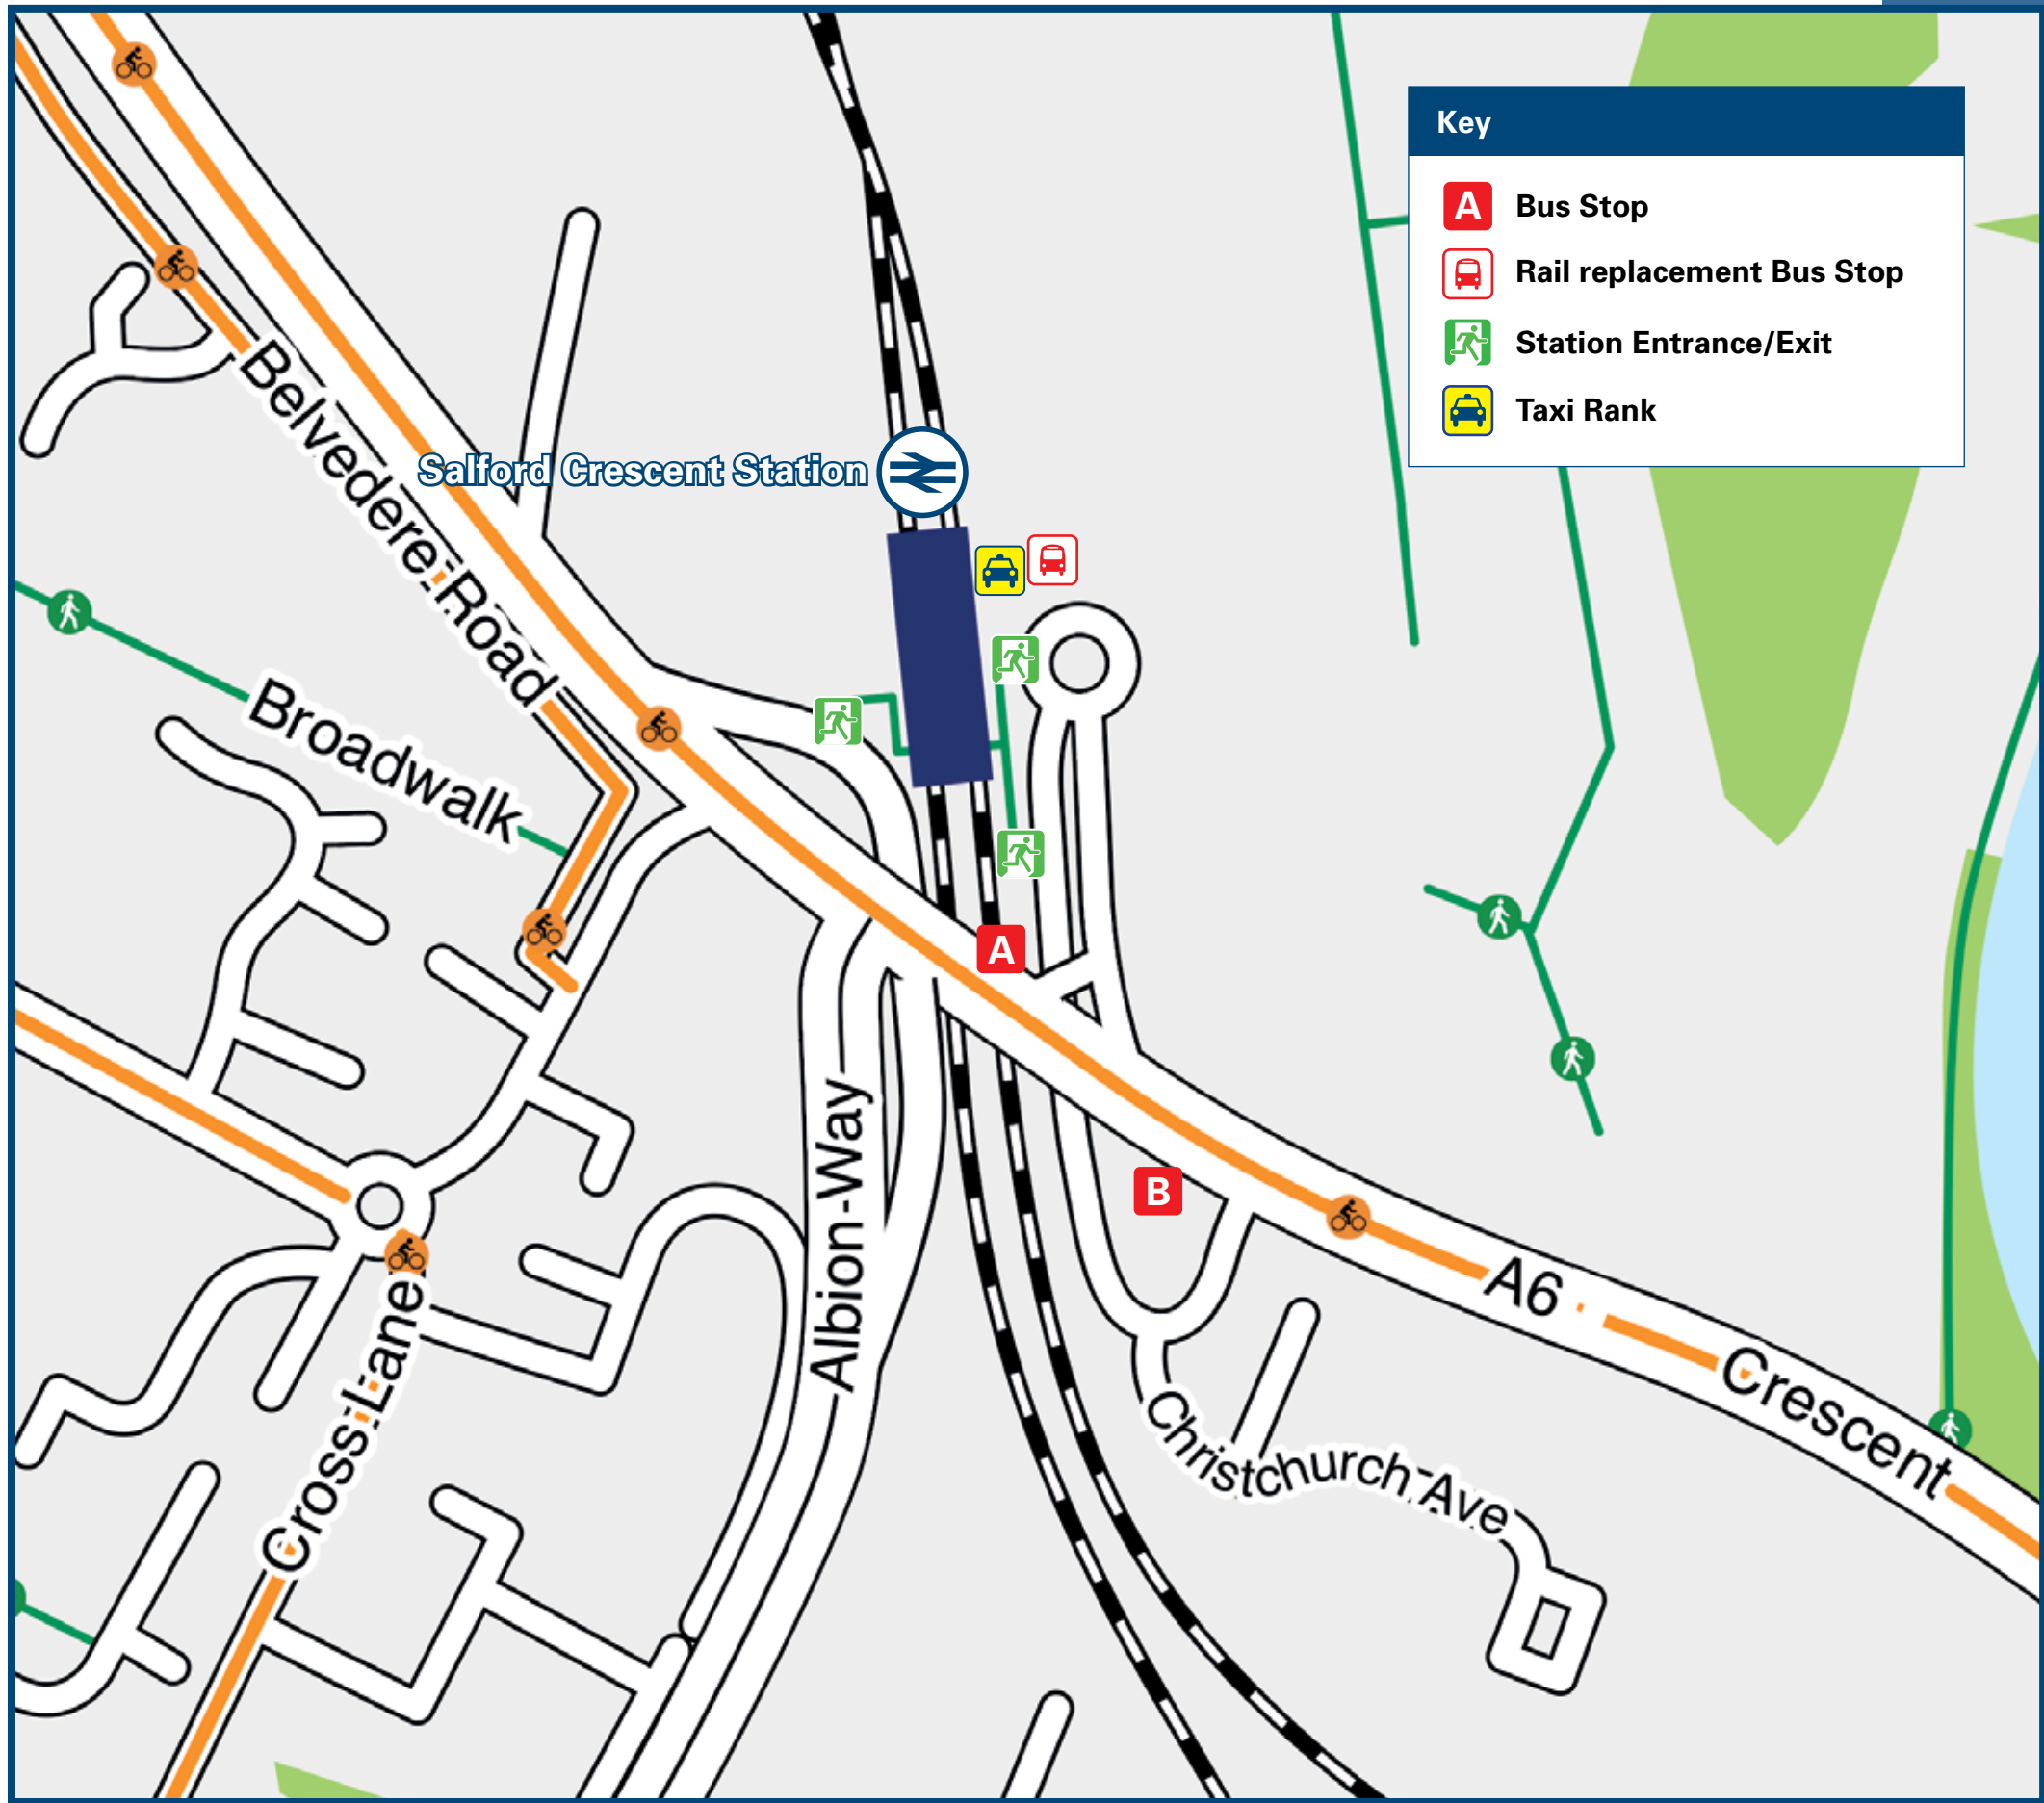 Key
A Bus Stop
Rail replacement Bus Stop
Station Entrance/Exit
Taxi Rank
Belvedere Road
Salford Crescent Station
Broadwalk
A
B
Albion Way
A6
Crescent
Cross Lane
Christchurch Ave